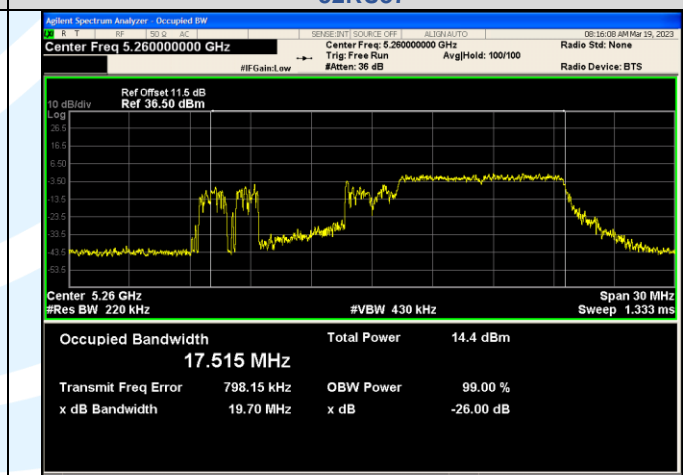 Agilent Spectrum Analyzer - Occupied BW
R T RF 50 Ω AC SENSE:INT SOURCE OFF ALIGN AUTO 08:16:08 AM Mar 19, 2023
Center Freq 5.260000000 GHz Center Freq: 5.260000000 GHz Radio Std: None
Trig: Free Run Avg|Hold: 100/100
#IFGain:Low #Atten: 36 dB Radio Device: BTS
Ref Offset 11.5 dB
10 dB/div Ref 36.50 dBm
Log
26.5
16.5
6.50
-3.50
-13.5
-23.5
-33.5
-43.5
-53.5
Center 5.26 GHz Span 30 MHz
#Res BW 220 kHz #VBW 430 kHz Sweep 1.333 ms
Occupied Bandwidth Total Power 14.4 dBm
17.515 MHz
Transmit Freq Error 798.15 kHz OBW Power 99.00 %
x dB Bandwidth 19.70 MHz x dB -26.00 dB